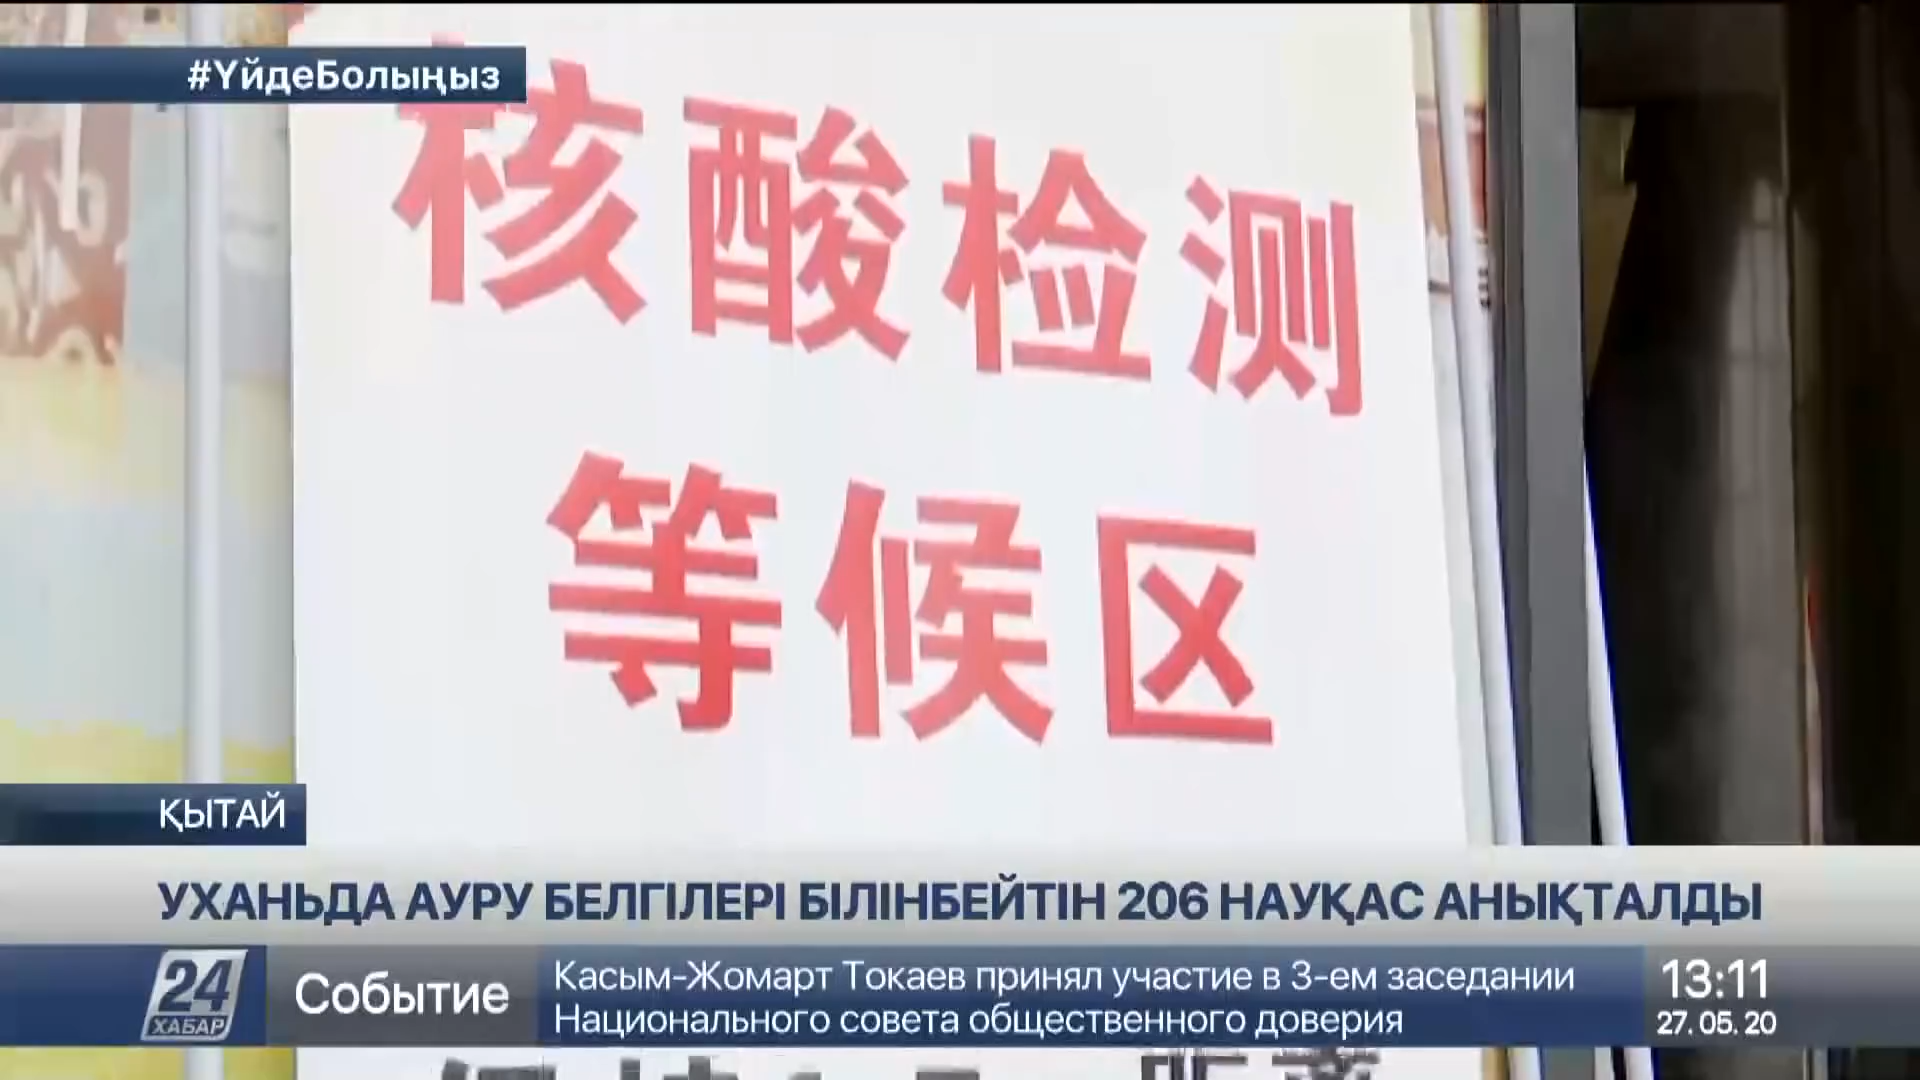 #ҮйдеБолыңыз
核酸检测
等候区
ҚЫТАЙ
УХАНЬДА АУРУ БЕЛГІЛЕРІ БІЛІНБЕЙТІН 206 НАУҚАС АНЫҚТАЛДЫ
24
ХАБАР
Событие
Касым-Жомарт Токаев принял участие в 3-ем заседании
Национального совета общественного доверия
13:11
27. 05. 20